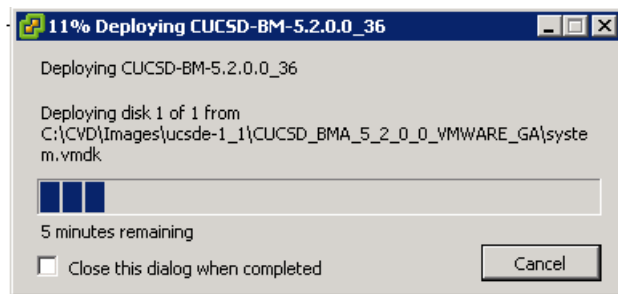 11% Deploying CUCSD-BM-5.2.0.0_36
Deploying CUCSD-BM-5.2.0.0_36
Deploying disk 1 of 1 from
C:\CVD\Images\ucsde-1_1\CUCSD_BMA_5_2_0_0_VMWARE_GA\syste
m.vmdk
5 minutes remaining
Close this dialog when completed
Cancel